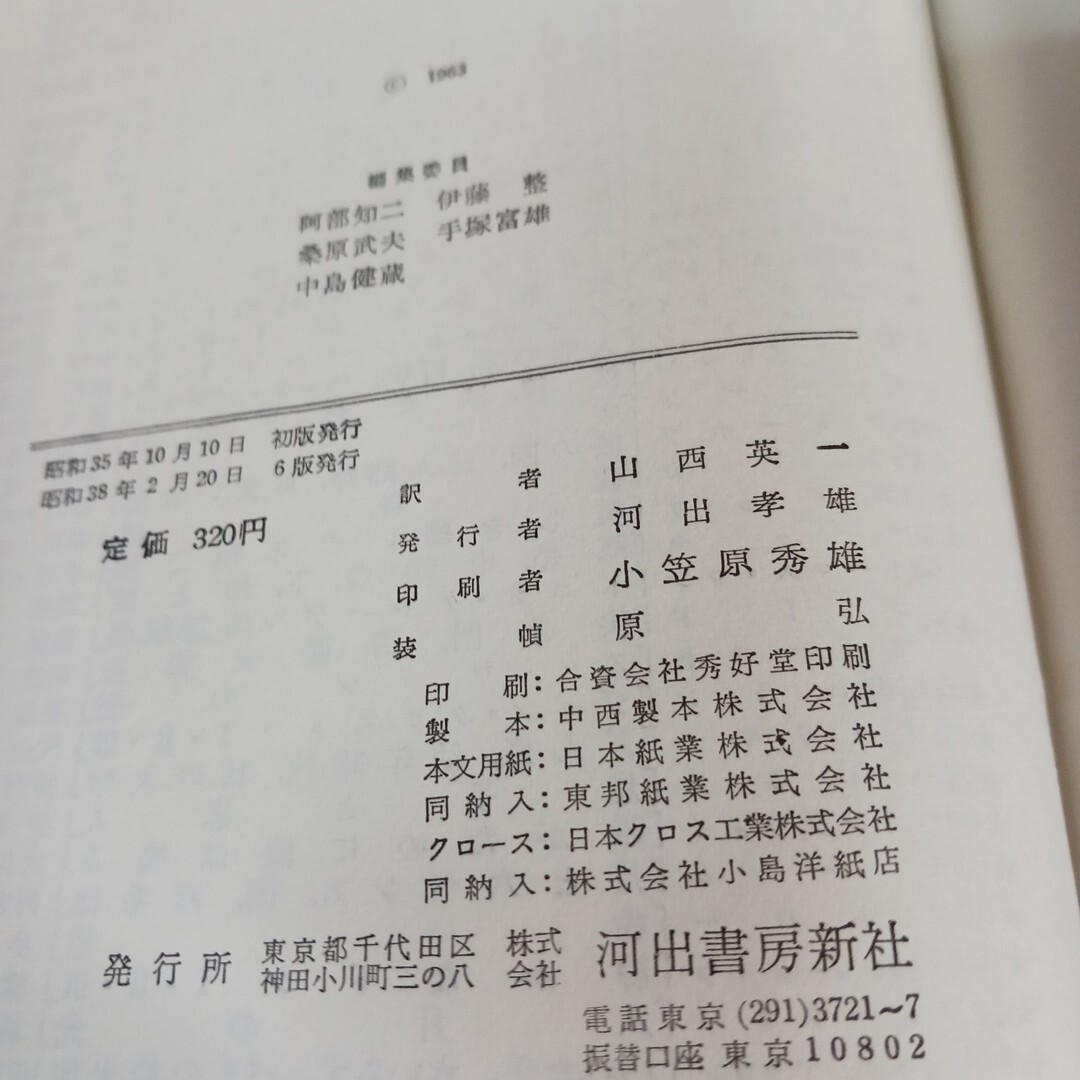 © 1963
編集委員
阿部知二 伊藤 整
桑原武夫 手塚富雄
中島健蔵
昭和35年10月10日 初版発行
昭和38年2月20日 6版発行
定価 320円
訳者 山西英一
発行者 河出孝雄
印刷者 小笠原秀雄
装幀 原弘
印刷：合資会社秀好堂印刷
製本：中西製本株式会社
本文用紙：日本紙業株式会社
同納入：東邦紙業株式会社
クロース：日本クロス工業株式会社
同納入：株式会社小島洋紙店
発行所 東京都千代田区神田小川町三の八 株式会社 河出書房新社
電話東京(291)3721~7
振替口座 東京10802